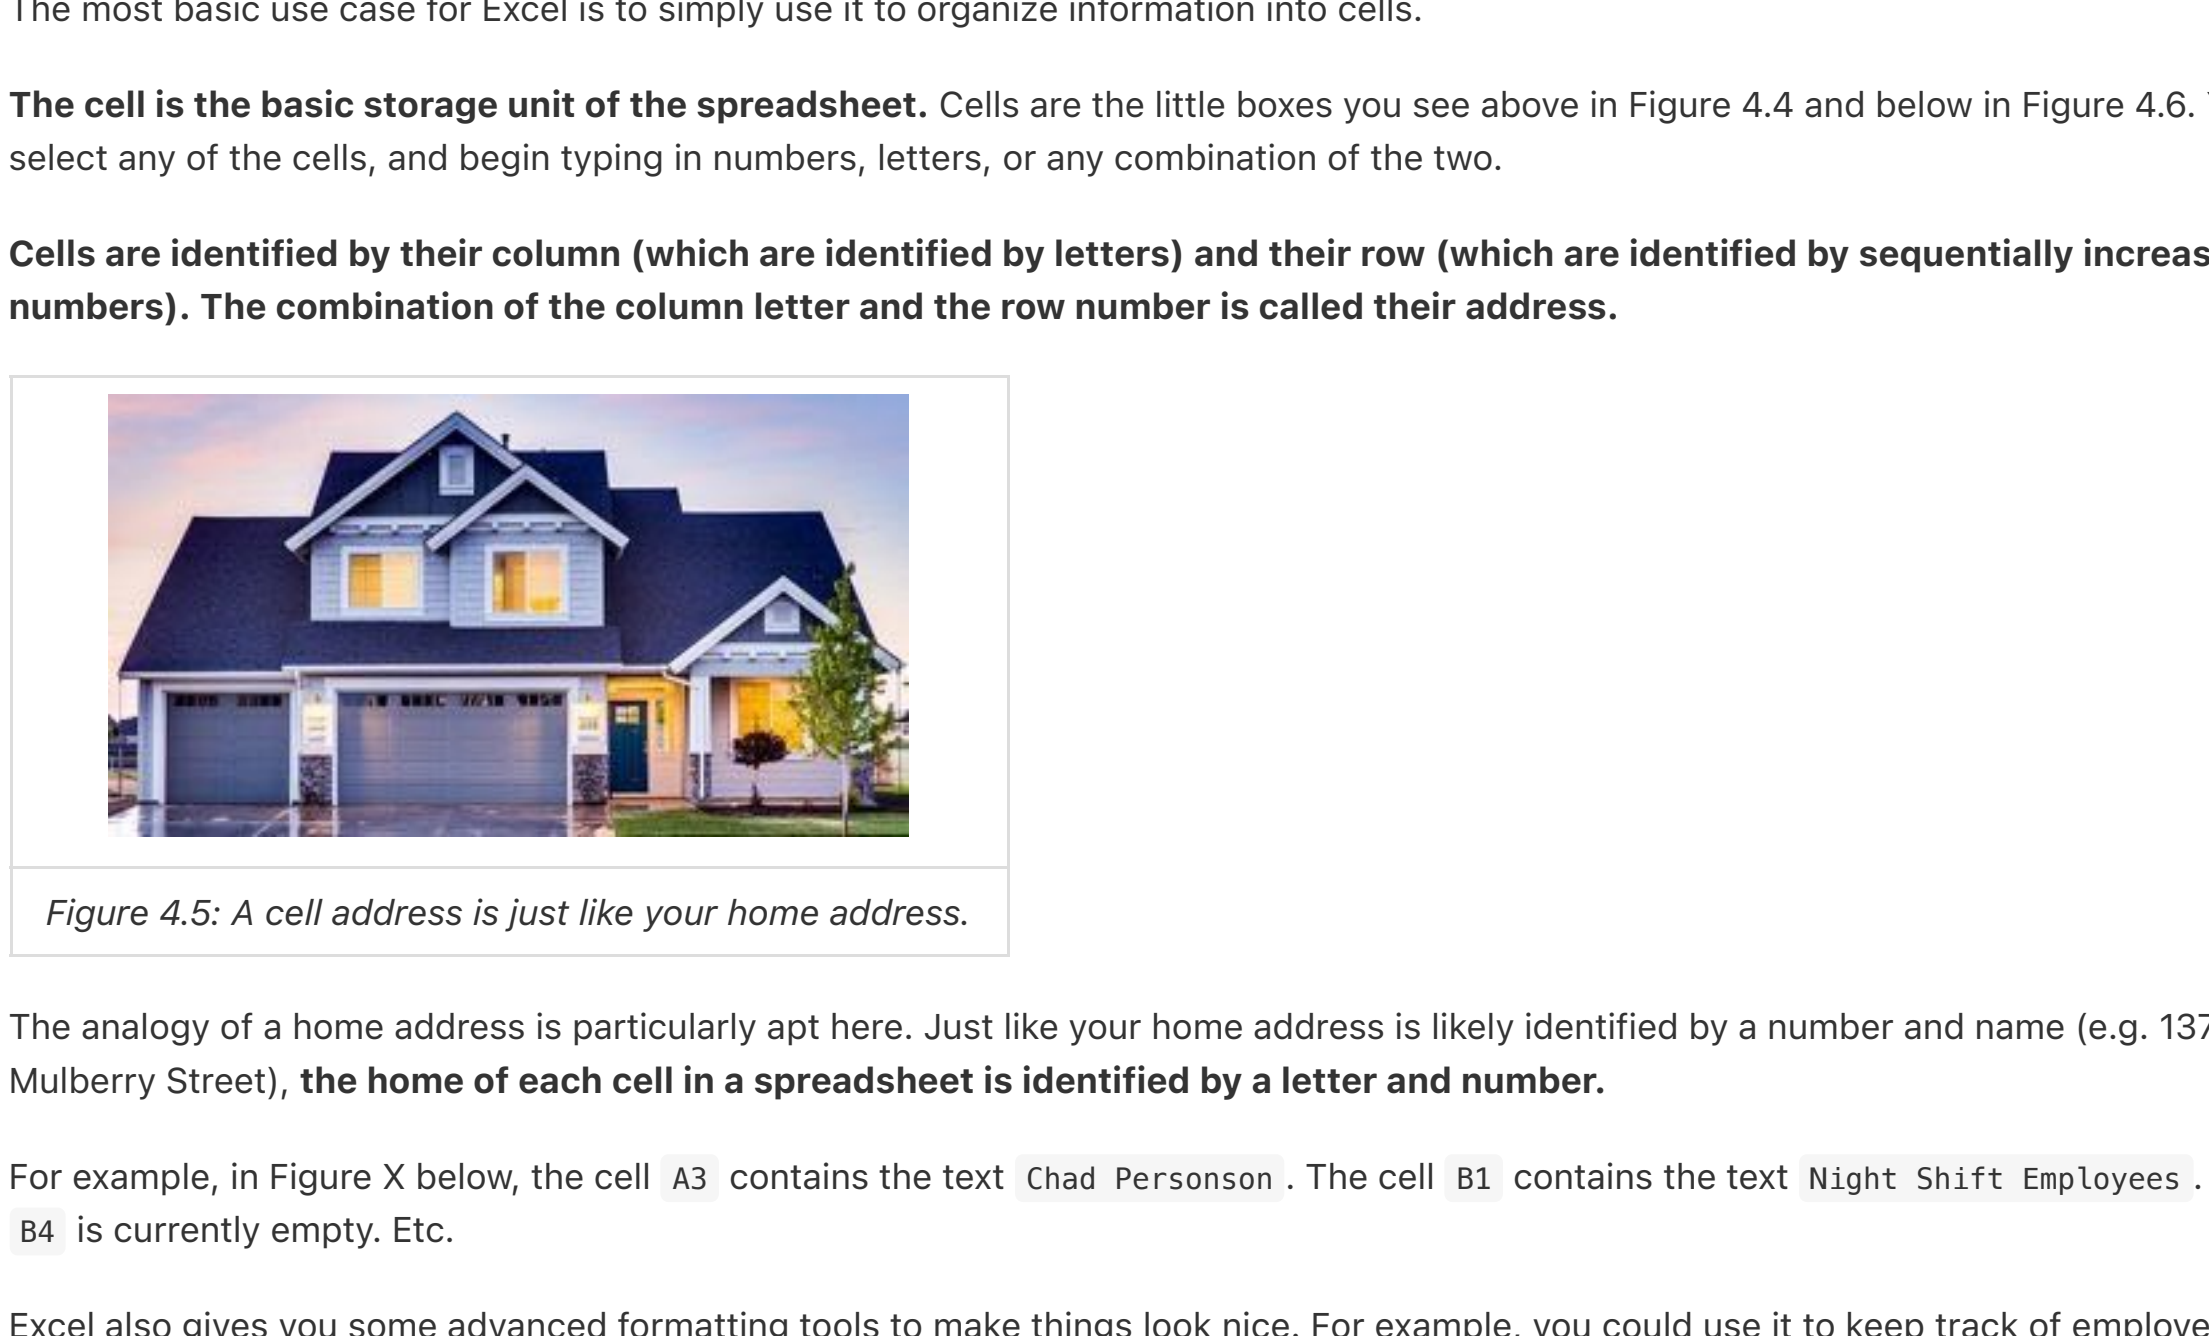 The most basic use case for Excel is to simply use it to organize information into cells.
The cell is the basic storage unit of the spreadsheet. Cells are the little boxes you see above in Figure 4.4 and below in Figure 4.6.
select any of the cells, and begin typing in numbers, letters, or any combination of the two.
Cells are identified by their column (which are identified by letters) and their row (which are identified by sequentially increas
numbers). The combination of the column letter and the row number is called their address.
Figure 4.5: A cell address is just like your home address.
The analogy of a home address is particularly apt here. Just like your home address is likely identified by a number and name (e.g. 137
Mulberry Street), the home of each cell in a spreadsheet is identified by a letter and number.
For example, in Figure X below, the cell A3 contains the text Chad Personson. The cell B1 contains the text Night Shift Employees.
B4 is currently empty. Etc.
Excel also gives you some advanced formatting tools to make things look nice. For example, you could use it to keep track of employe